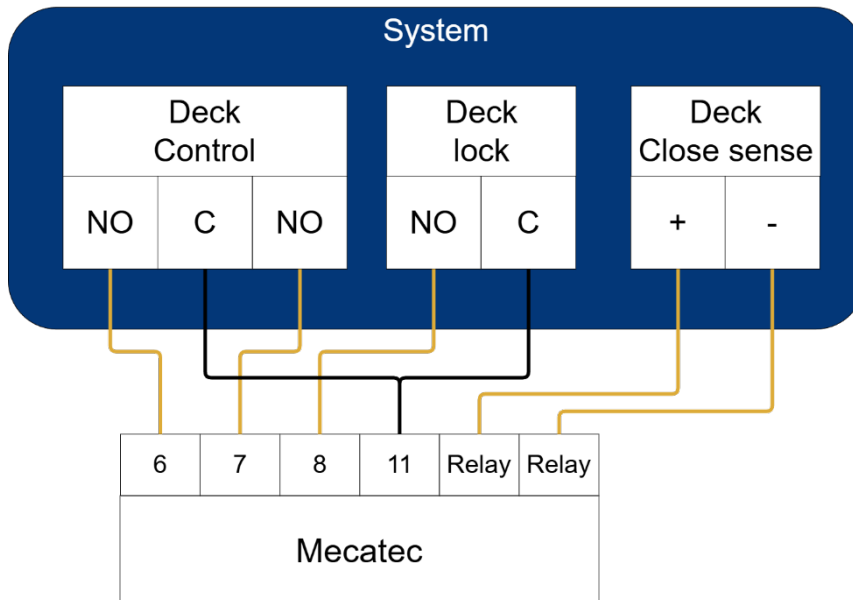 System
Deck
Control
Deck
lock
Deck
Close sense
NO
C
NO
NO
C
+
-
6
7
8
11
Relay
Relay
Mecatec